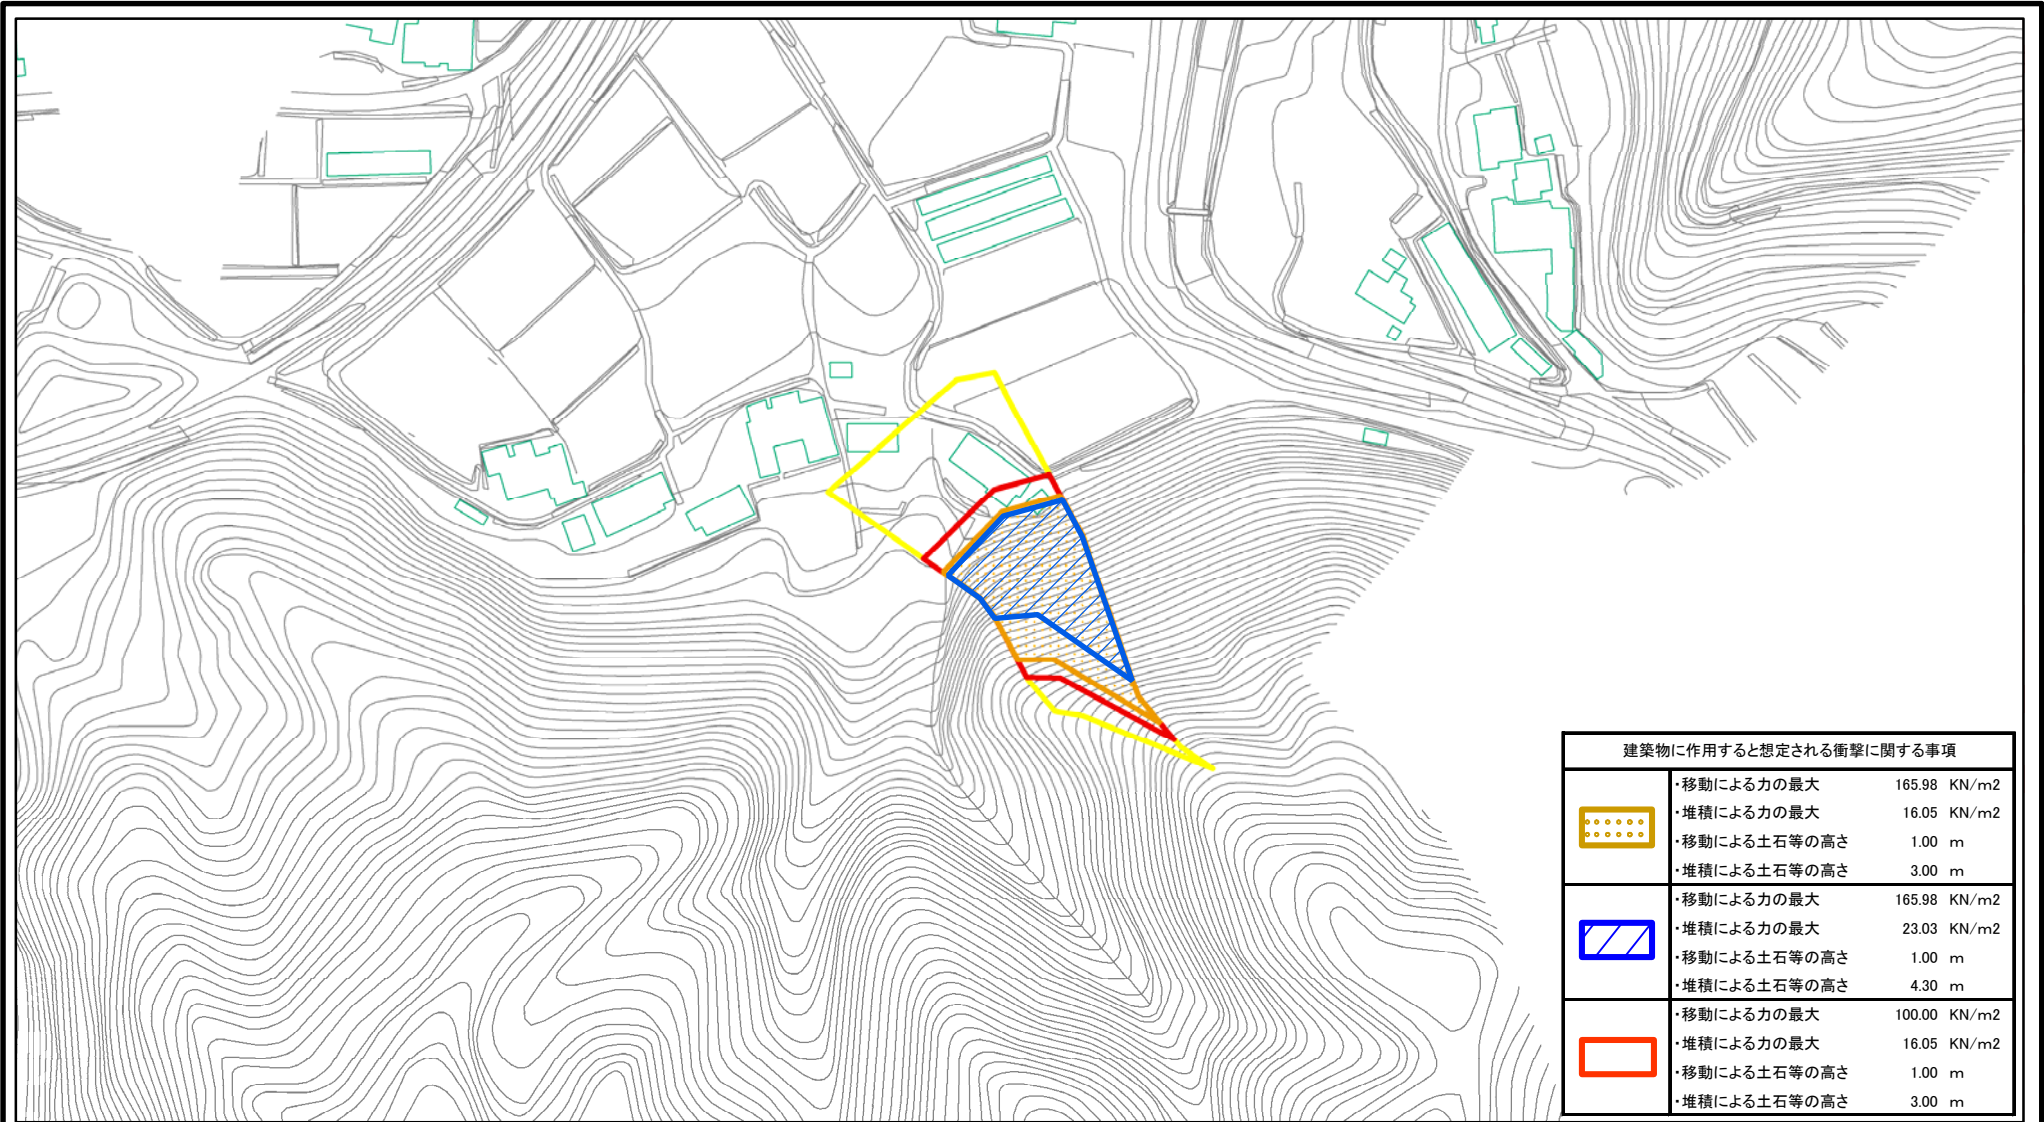 建築物に作用すると想定される衝撃に関する事項
・移動による力の最大 165.98 KN/m2
・堆積による力の最大 16.05 KN/m2
・移動による土石等の高さ 1.00 m
・堆積による土石等の高さ 3.00 m
・移動による力の最大 165.98 KN/m2
・堆積による力の最大 23.03 KN/m2
・移動による土石等の高さ 1.00 m
・堆積による土石等の高さ 4.30 m
・移動による力の最大 100.00 KN/m2
・堆積による力の最大 16.05 KN/m2
・移動による土石等の高さ 1.00 m
・堆積による土石等の高さ 3.00 m